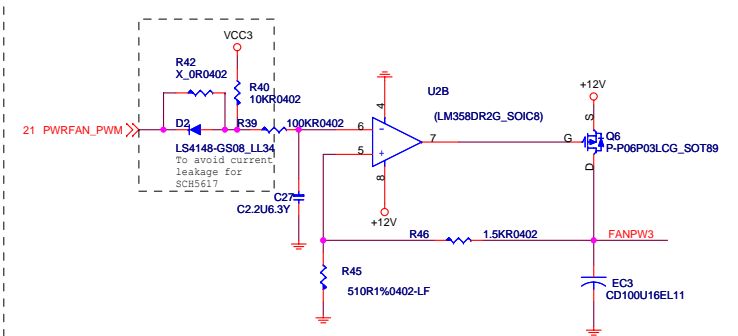 VCC3
R42
X_0R0402
R40
10KR0402
+12V
U2B
(LM358DR2G_SOIC8)
4
S
21 PWRFAN_PWM
D2
R39
100KR0402
6
7
G
Q6
P-P06P03LCG_SOT89
LS4148-GS08_LL34
5
To avoid current
leakage for
SCH5617
D
8
C27
C2.2U6.3Y
+12V
R46
1.5KR0402
FANPW3
R45
510R1%0402-LF
EC3
CD100U16EL11